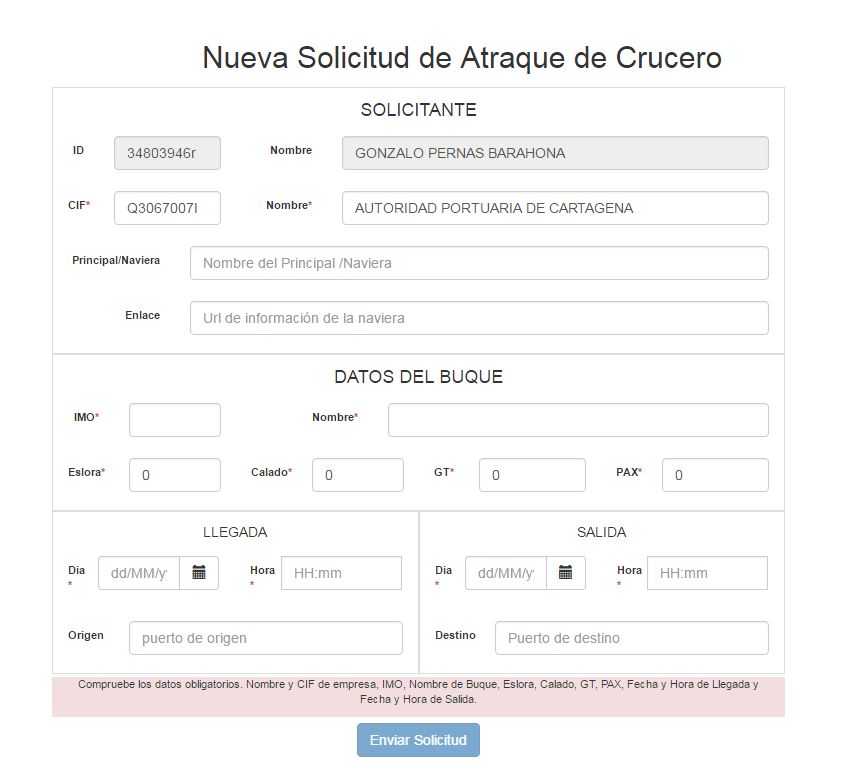 Nueva Solicitud de Atraque de Crucero
SOLICITANTE
ID 34803946r Nombre GONZALO PERNAS BARAHONA
CIF* Q3067007I Nombre* AUTORIDAD PORTUARIA DE CARTAGENA
Principal/Naviera Nombre del Principal /Naviera
Enlace Url de información de la naviera
DATOS DEL BUQUE
IMO* Nombre*
Eslora* 0 Calado* 0 GT* 0 PAX* 0
LLEGADA
Dia* dd/MM/y Hora* HH:mm
Origen puerto de origen
SALIDA
Dia* dd/MM/y Hora* HH:mm
Destino Puerto de destino
Compruebe los datos obligatorios. Nombre y CIF de empresa, IMO, Nombre de Buque, Eslora, Calado, GT, PAX, Fecha y Hora de Llegada y
Fecha y Hora de Salida.
Enviar Solicitud